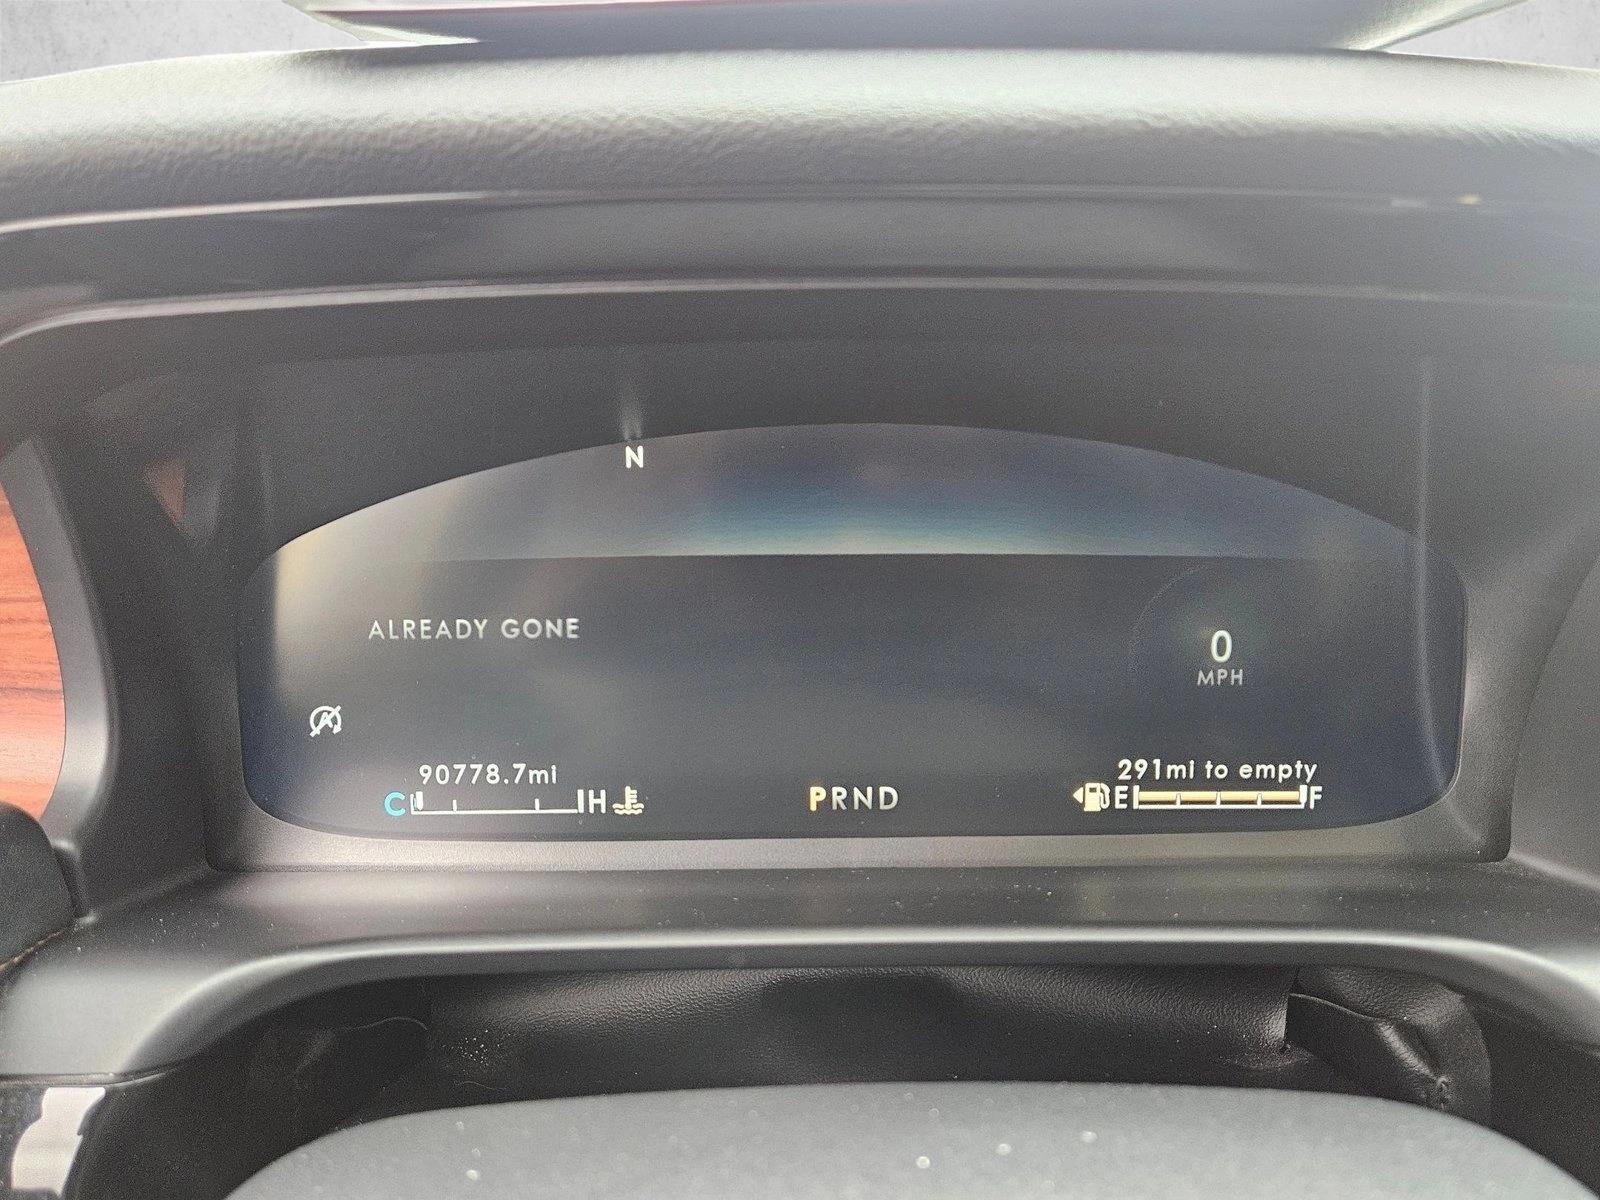 N
ALREADY GONE
0
MPH
90778.7mi
291mi to empty
C H
PRND
E F